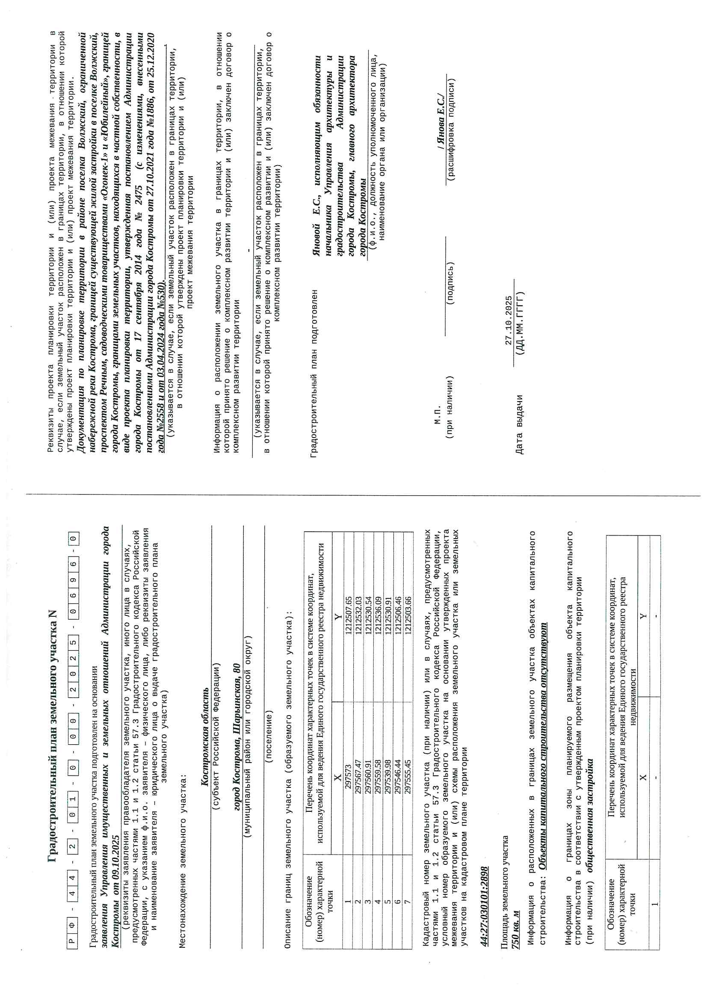 Градостроительный план земельного участка N
Р Ф - 4 4 - 2 - 0 1 - 0 - 0 0 - 2 0 2 5 - 0 6 9 6 - 0
Градостроительный план земельного участка подготовлен на основании
заявления Управления имущественных и земельных отношений Администрации города
Костромы от 09.10.2025
(реквизиты заявления правообладателя земельного участка, иного лица в случаях,
предусмотренных частями 1.1 и 1.2 статьи 57.3 Градостроительного кодекса Российской
Федерации, с указанием ф.и.о. заявителя – физического лица, либо реквизиты заявления
и наименование заявителя – юридического лица о выдаче градостроительного плана
земельного участка)
Местонахождение земельного участка:
Костромская область
(субъект Российской Федерации)
город Кострома, Шарьинская, 80
(муниципальный район или городской округ)
(поселение)
Описание границ земельного участка (образуемого земельного участка):
Обозначение (номер) характерной точки
Перечень координат характерных точек в системе координат,
используемой для ведения Единого государственного реестра недвижимости
X Y
1 297573 1212507.65
2 297567.47 1212532.03
3 297560.91 1212530.54
4 297559.58 1212536.09
5 297539.98 1212530.91
6 297546.44 1212506.46
7 297555.45 1212503.66
Кадастровый номер земельного участка (при наличии) или в случаях, предусмотренных
частями 1.1 и 1.2 статьи 57.3 Градостроительного кодекса Российской Федерации,
условный номер образуемого земельного участка на основании утвержденных проекта
межевания территории и (или) схемы расположения земельного участка или земельных
участков на кадастровом плане территории
44:27:030101:2898
Площадь земельного участка
750 кв. м
Информация о расположенных в границах земельного участка объектах капитального
строительства: Объекты капитального строительства отсутствуют
Информация о границах зоны планируемого размещения объекта капитального
строительства в соответствии с утвержденным проектом планировки территории
(при наличии) общественная застройка
Обозначение (номер) характерной точки
Перечень координат характерных точек в системе координат,
используемой для ведения Единого государственного реестра
недвижимости
X Y
1 - -
Реквизиты проекта планировки территории и (или) проекта межевания территории в
случае, если земельный участок расположен в границах территории, в отношении которой
утверждены проект планировки территории и (или) проект межевания территории.
Документация по планировке территории в районе поселка Волжский, ограниченной
набережной реки Кострома, границей существующей жилой застройки в поселке Волжский,
проспектом Речным, садоводческими товариществами «Огонек-1» и «Юбилейный», границей
города Костромы, границами земельных участков, находящихся в частной собственности, в
виде проекта планировки территории, утвержденная постановлением Администрации
города Костромы от 17 сентября 2014 года № 2475 (с изменениями, внесенными
постановлениями Администрации города Костромы от 27.10.2021 года №1886, от 25.12.2020
года №2558 и от 03.04.2024 года №530).
(указывается в случае, если земельный участок расположен в границах территории,
в отношении которой утверждены проект планировки территории и (или)
проект межевания территории
Информация о расположении земельного участка в границах территории, в отношении
которой принято решение о комплексном развитии территории и (или) заключен договор о
комплексном развитии территории
-
(указывается в случае, если земельный участок расположен в границах территории,
в отношении которой принято решение о комплексном развитии и (или) заключен договор о
комплексном развитии территории)
Градостроительный план подготовлен
Яновой Е.С., исполняющим обязанности
начальника Управления архитектуры и
градостроительства Администрации
города Костромы, главного архитектора
города Костромы
(ф.и.о., должность уполномоченного лица,
наименование органа или организации)
М.П.
(при наличии)
(подпись)
/ Янова Е.С./
(расшифровка подписи)
Дата выдачи
27.10.2025
(ДД.ММ.ГГГГ)